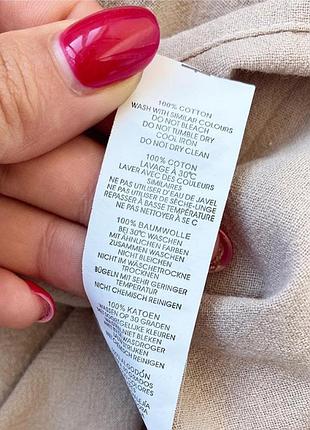 100% COTTON
WASH WITH SIMILAR COLOURS
DO NOT BLEACH
DO NOT TUMBLE DRY
COOL IRON
DO NOT DRY CLEAN
100% COTON
LAVAGE À 30°C
LAVER AVEC DES COULEURS
SIMILAIRES
NE PAS UTILISER D'EAU DE JAVEL
NE PAS UTILISER DE SÈCHE-LINGE
REPASSER À BASSE TEMPÉRATURE
NE PAS NETTOYER À SEC
100% BAUMWOLLE
BEI 30°C WASCHEN
MIT ÄHNLICHEN FARBEN
ZUSAMMEN WASCHEN
NICHT BLEICHEN
NICHT IM WÄSCHETROCKNE
TROCKNEN
BÜGELN MIT SEHR GERINGER
TEMPERATUR
NICHT CHEMISCH REINIGEN
100% KATOEN
WASSEN OP 30 GRADEN
KLEUREN
NIET BLEKEN
WASDROGER
REINIGEN
ALGODÓN